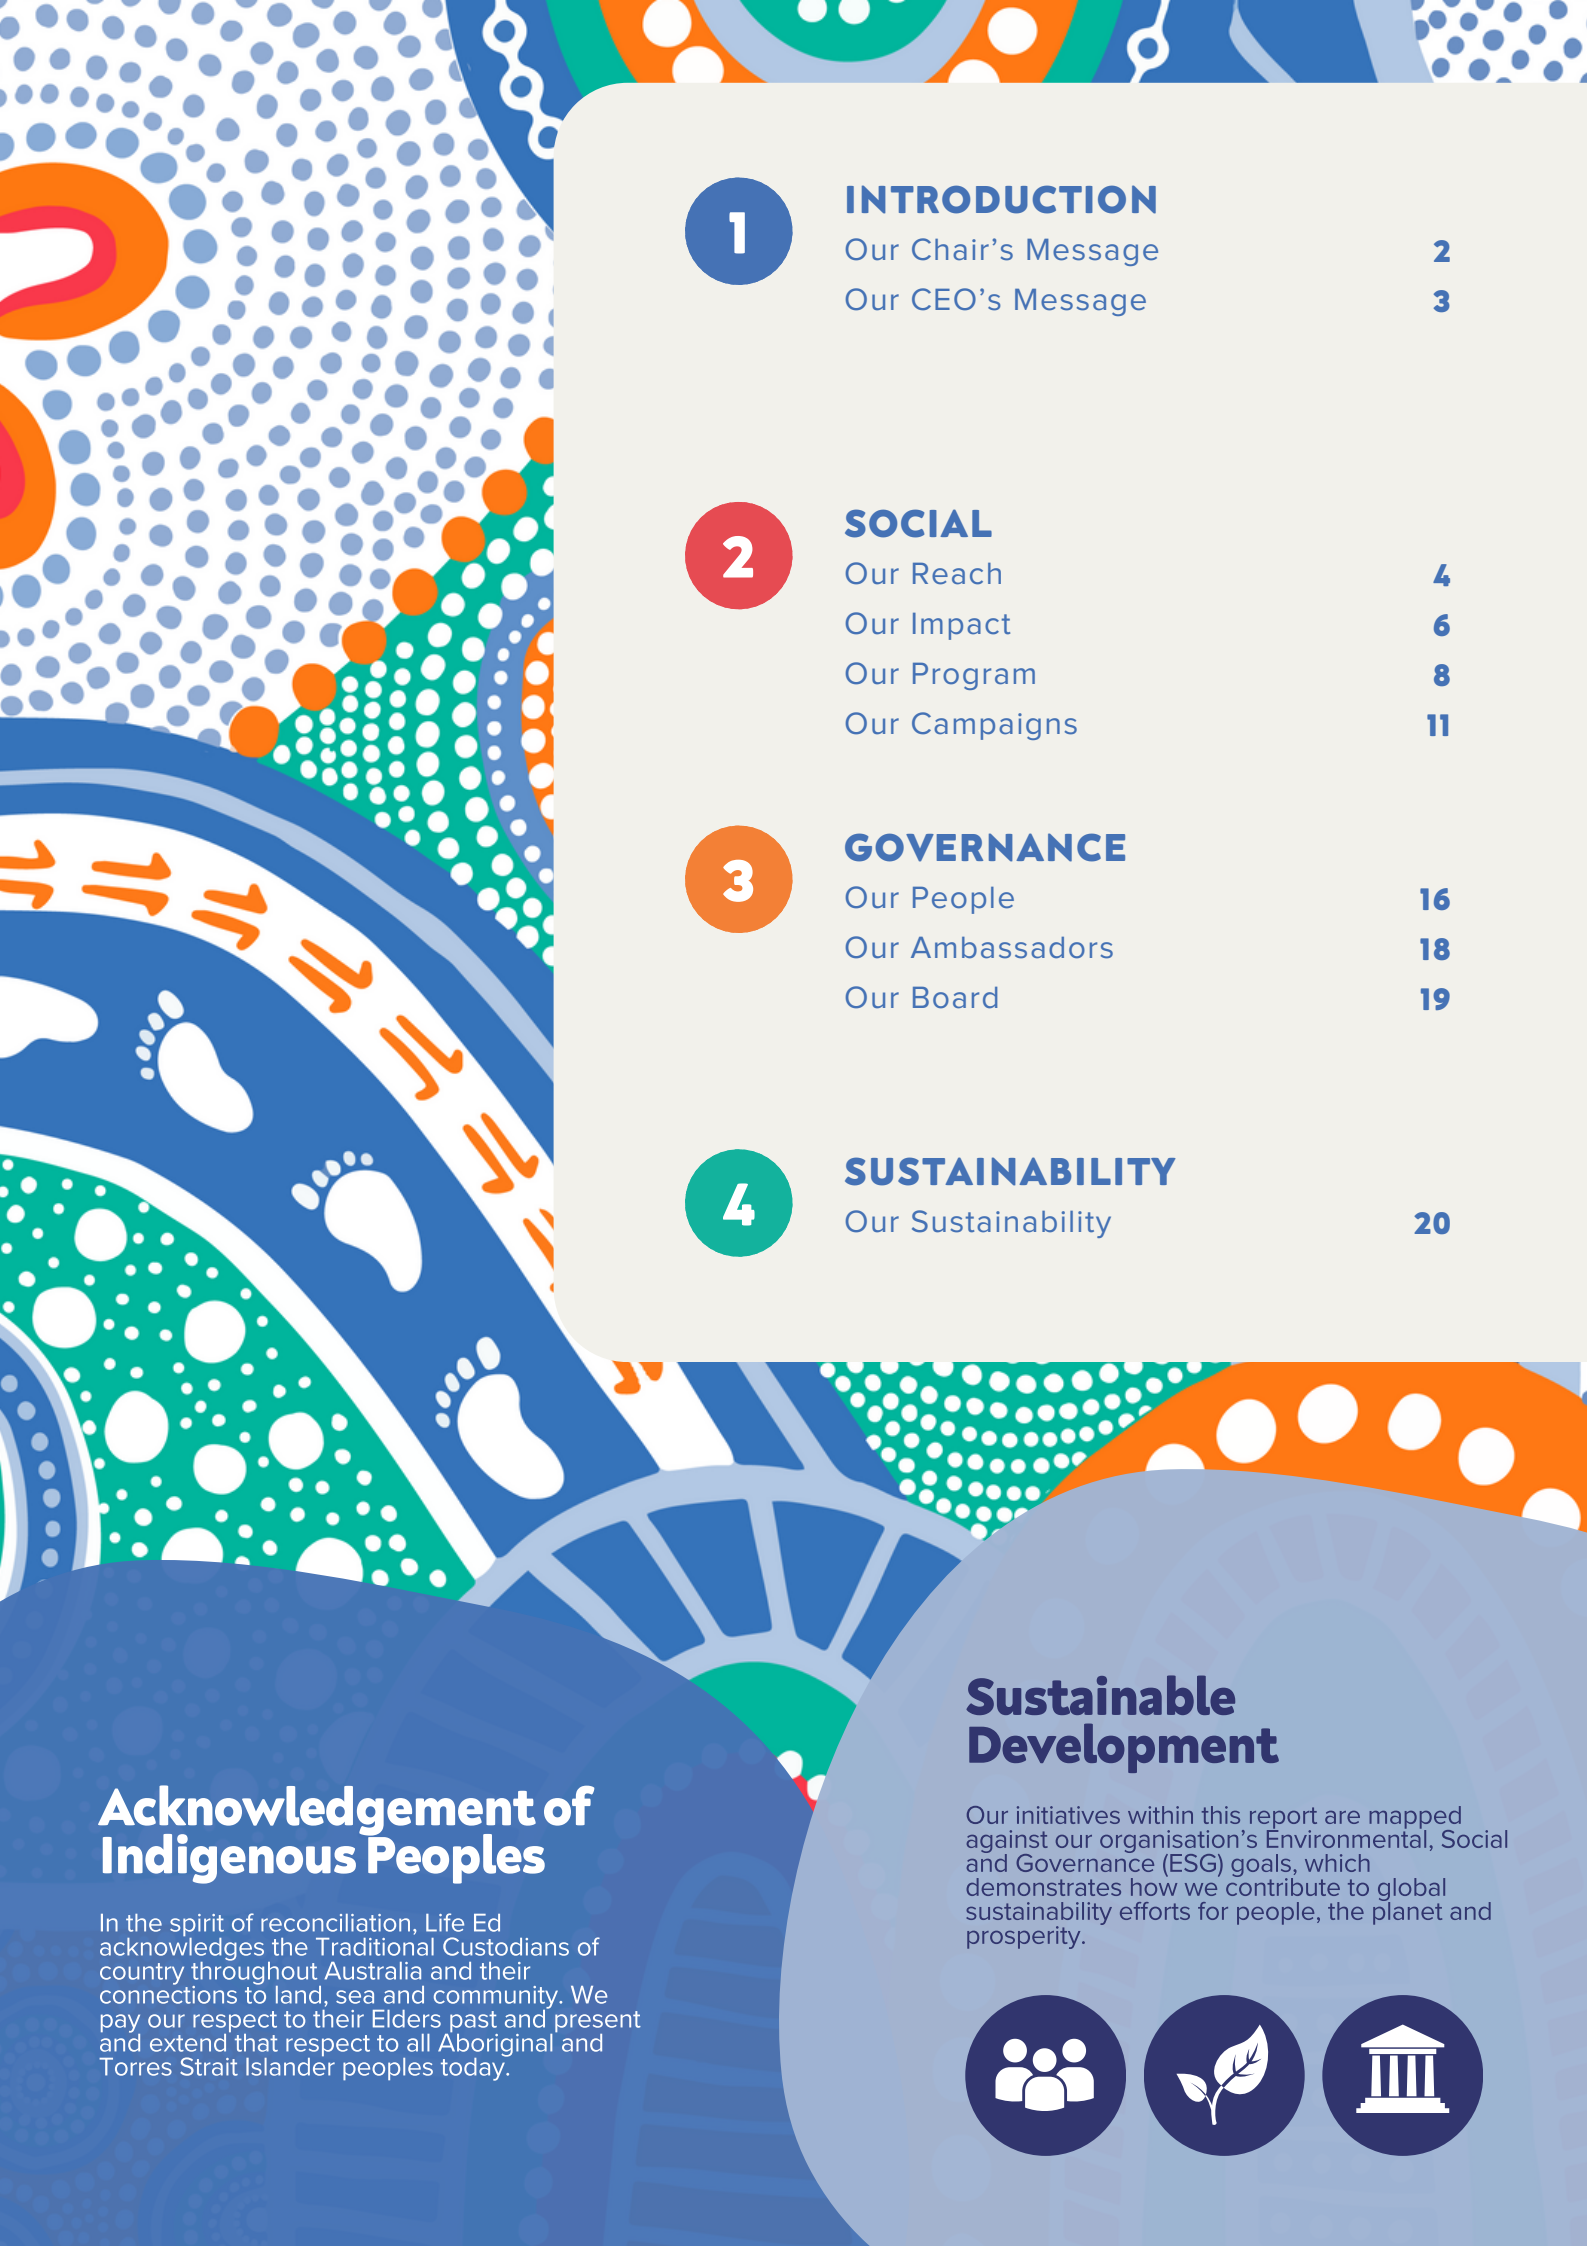 1
INTRODUCTION
Our Chair’s Message 2
Our CEO’s Message 3
2
SOCIAL
Our Reach 4
Our Impact 6
Our Program 8
Our Campaigns 11
3
GOVERNANCE
Our People 16
Our Ambassadors 18
Our Board 19
4
SUSTAINABILITY
Our Sustainability 20
Acknowledgement of
Indigenous Peoples
In the spirit of reconciliation, Life Ed
acknowledges the Traditional Custodians of
country throughout Australia and their
connections to land, sea and community. We
pay our respect to their Elders past and present
and extend that respect to all Aboriginal and
Torres Strait Islander peoples today.
Sustainable
Development
Our initiatives within this report are mapped
against our organisation’s Environmental, Social
and Governance (ESG) goals, which
demonstrates how we contribute to global
sustainability efforts for people, the planet and
prosperity.